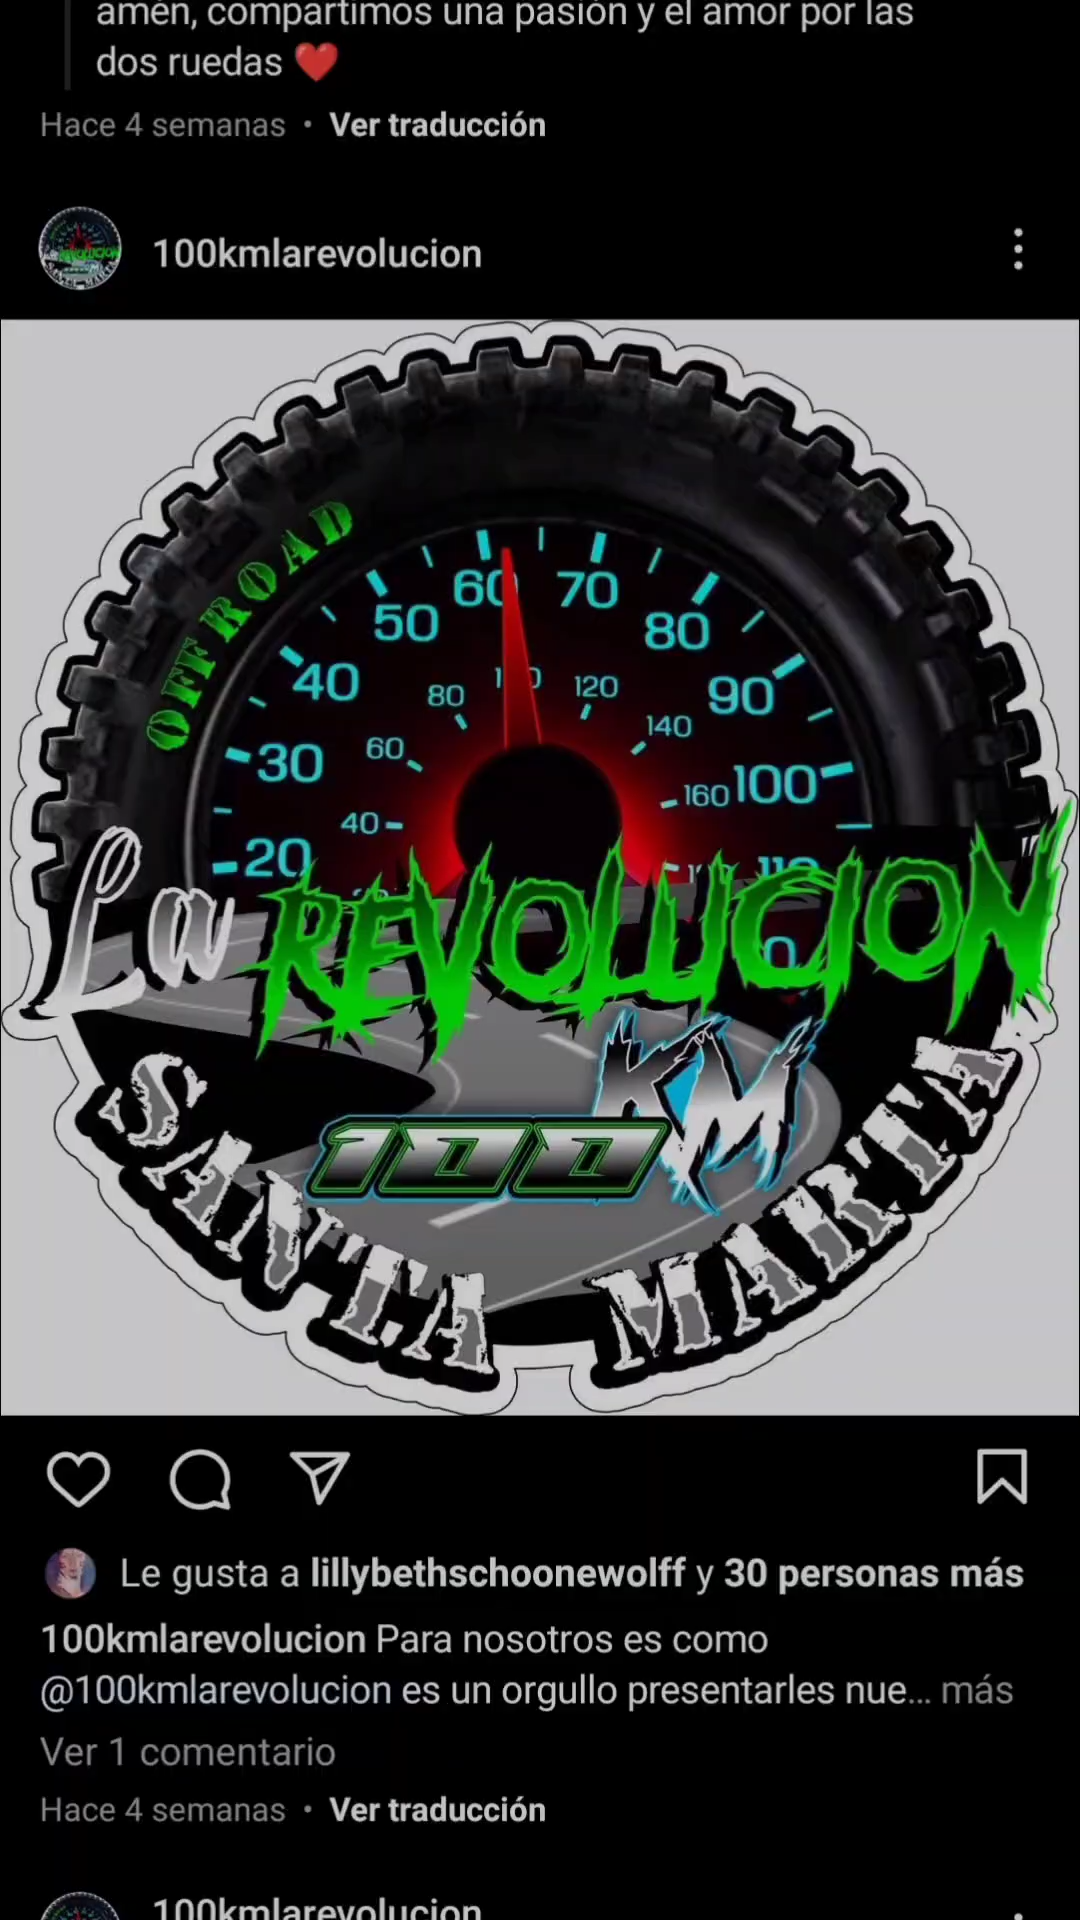 amén, compartimos una pasión y el amor por las
dos ruedas ❤️
Hace 4 semanas • Ver traducción
100kmlarevolucion
OFF ROAD
60 70
50 80
40 90
80 120
140
30 60 160 100
40
20
La REVOLUCION
0
100 KM
SANTA MARTA
Le gusta a lillybethschoonewolff y 30 personas más
100kmlarevolucion Para nosotros es como
@100kmlarevolucion es un orgullo presentarles nue... más
Ver 1 comentario
Hace 4 semanas • Ver traducción
100kmlarevolucion